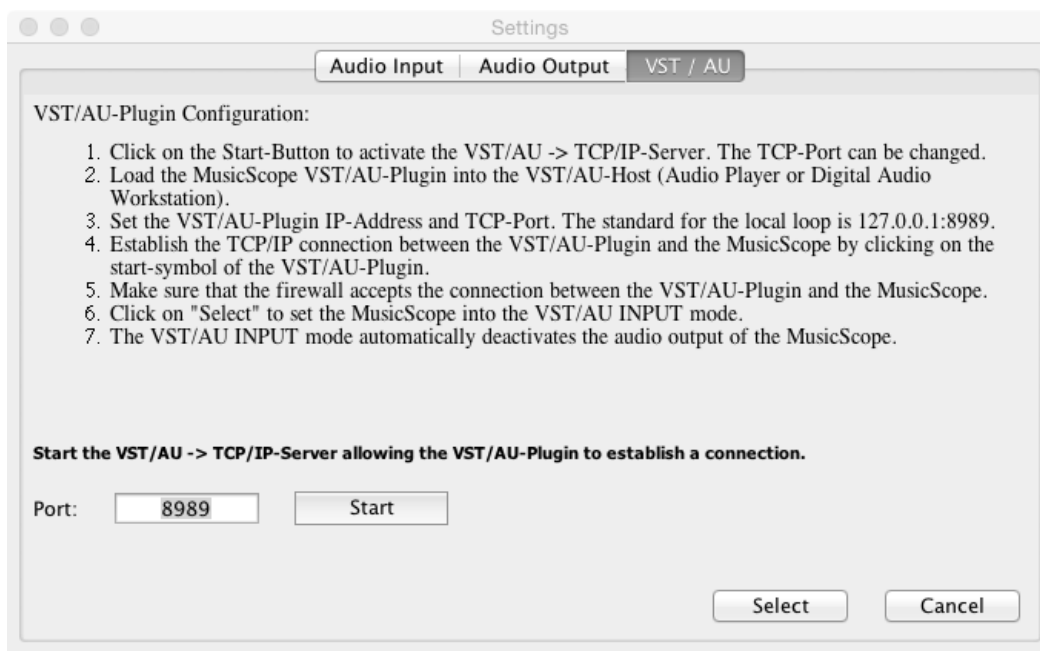 Settings
Audio Input Audio Output VST / AU
VST/AU-Plugin Configuration:
1. Click on the Start-Button to activate the VST/AU -> TCP/IP-Server. The TCP-Port can be changed.
2. Load the MusicScope VST/AU-Plugin into the VST/AU-Host (Audio Player or Digital Audio
Workstation).
3. Set the VST/AU-Plugin IP-Address and TCP-Port. The standard for the local loop is 127.0.0.1:8989.
4. Establish the TCP/IP connection between the VST/AU-Plugin and the MusicScope by clicking on the
start-symbol of the VST/AU-Plugin.
5. Make sure that the firewall accepts the connection between the VST/AU-Plugin and the MusicScope.
6. Click on "Select" to set the MusicScope into the VST/AU INPUT mode.
7. The VST/AU INPUT mode automatically deactivates the audio output of the MusicScope.
Start the VST/AU -> TCP/IP-Server allowing the VST/AU-Plugin to establish a connection.
Port: 8989 Start
Select Cancel